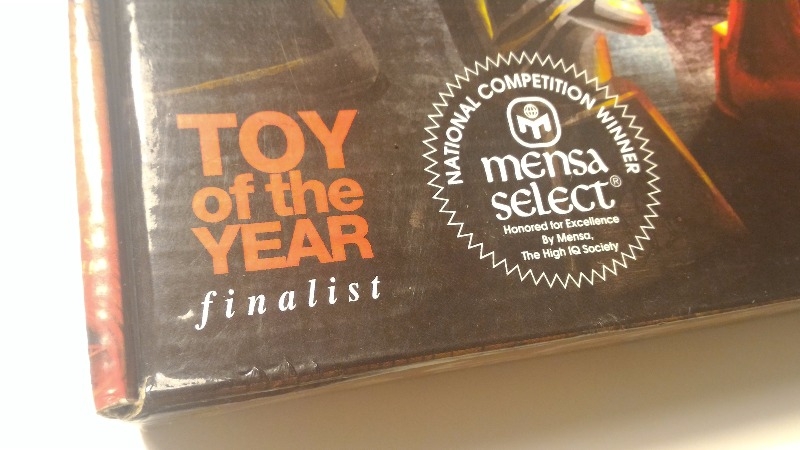 TOY
of the
YEAR
finalist
NATIONAL COMPETITION WINNER
mensa
select®
Honored for Excellence
By Mensa,
The High IQ Society